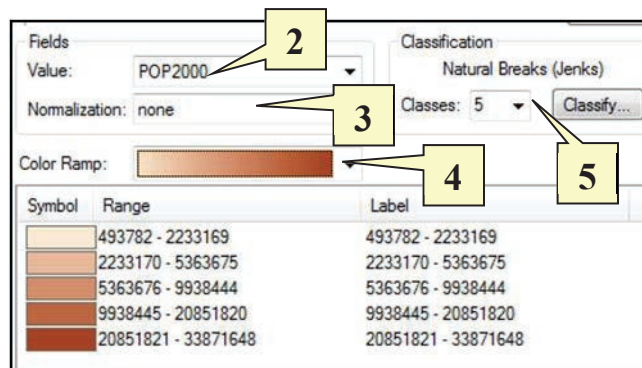 Fields
Value: POP2000
Normalization: none
2
3
Classification
Natural Breaks (Jenks)
Classes: 5 Classify...
5
Color Ramp:
4
Symbol Range Label
493782 - 2233169 493782 - 2233169
2233170 - 5363675 2233170 - 5363675
5363676 - 9938444 5363676 - 9938444
9938445 - 20851820 9938445 - 20851820
20851821 - 33871648 20851821 - 33871648